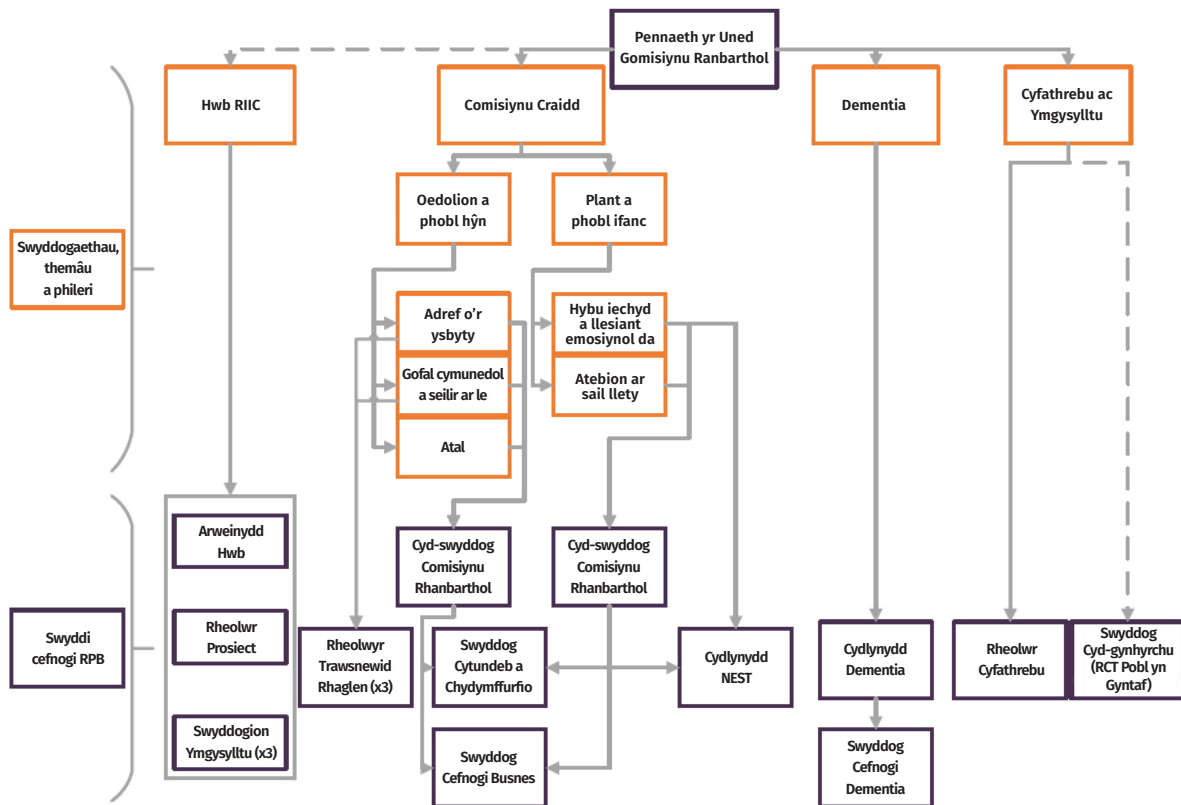 Pennaeth yr Uned
Gomisiynu Ranbarthol
Hwb RIIC
Comisiynu Craidd
Dementia
Cyfathrebu ac
Ymgysylltu
Oedolion a
phobl hŷn
Plant a
phobl ifanc
Swyddogaethau,
themâu
a phileri
Adref o’r
ysbyty
Hybu iechyd
a llesiant
emosiynol da
Gofal cymunedol
a seilir ar le
Atebion ar
sail llety
Atal
Arweinydd
Hwb
Cyd-swyddog
Comisiynu
Rhanbarthol
Cyd-swyddog
Comisiynu
Rhanbarthol
Swyddi
cefnogi RPB
Rheolwr
Prosiect
Rheolwyr
Trawsnewid
Rhaglen (x3)
Swyddog
Cytundeb a
Chydymffurfio
Cydlynydd
NEST
Cydlynydd
Dementia
Rheolwr
Cyfathrebu
Swyddog
Cyd-gynhyrchu
(RCT Pobl yn
Gyntaf)
Swyddogion
Ymgysylltu (x3)
Swyddog
Cefnogi Busnes
Swyddog
Cefnogi
Dementia